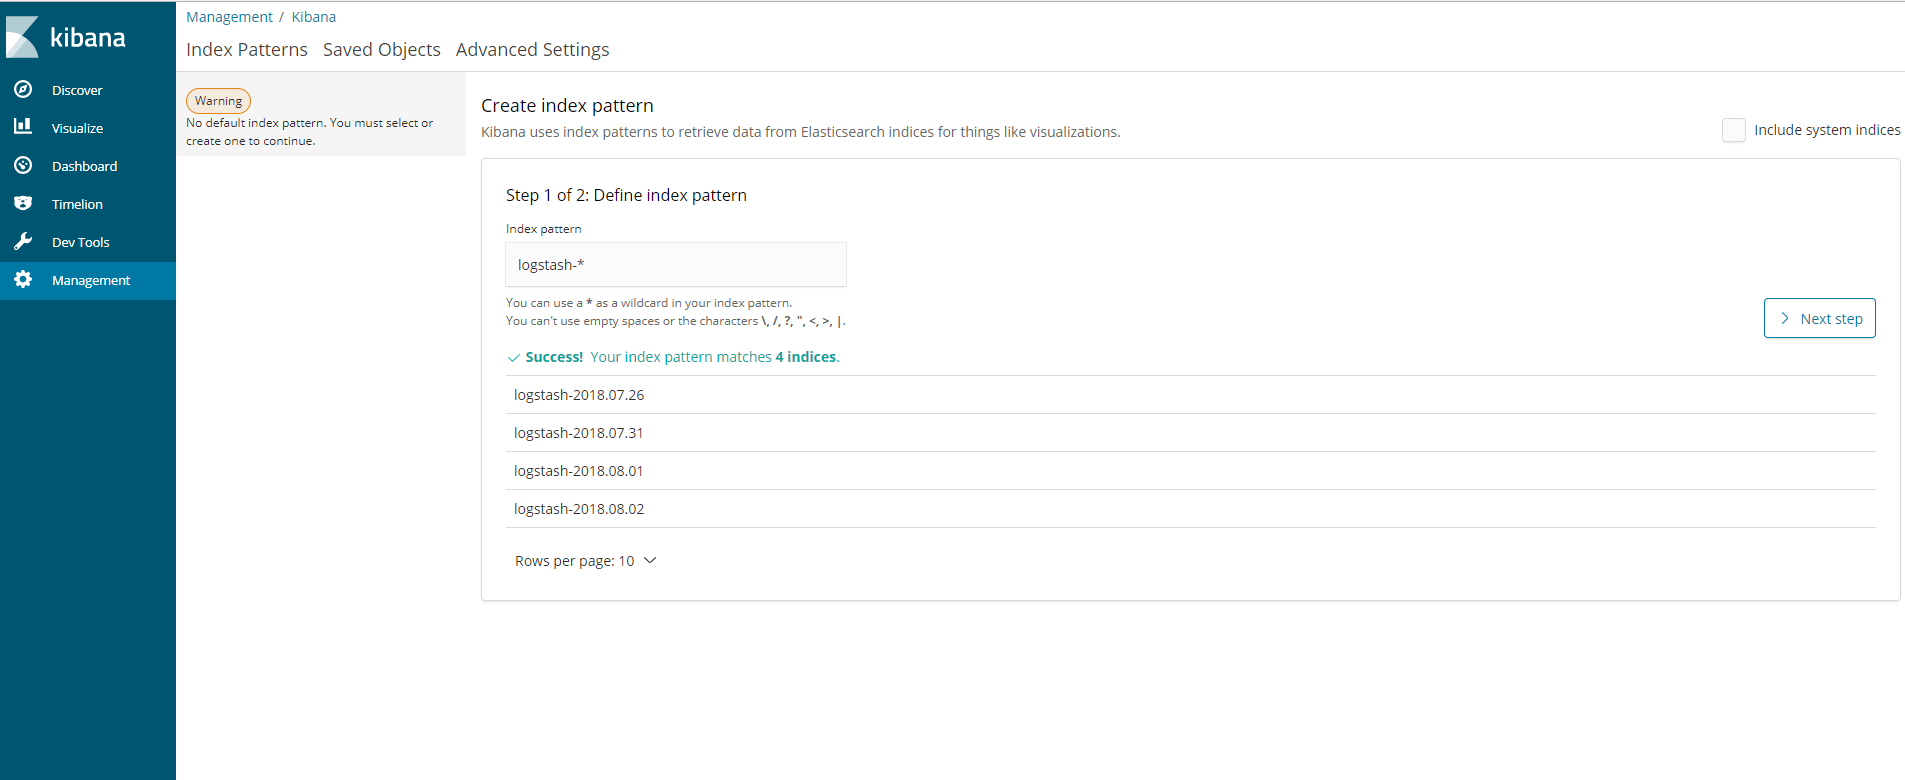 kibana
Discover
Visualize
Dashboard
Timelion
Dev Tools
Management
Management / Kibana
Index Patterns Saved Objects Advanced Settings
Warning
No default index pattern. You must select or
create one to continue.
Create index pattern
Kibana uses index patterns to retrieve data from Elasticsearch indices for things like visualizations.
Include system indices
Step 1 of 2: Define index pattern
Index pattern
logstash-*
You can use a * as a wildcard in your index pattern.
You can't use empty spaces or the characters \, /, ?, ", <, >, |.
Next step
Success! Your index pattern matches 4 indices.
logstash-2018.07.26
logstash-2018.07.31
logstash-2018.08.01
logstash-2018.08.02
Rows per page: 10